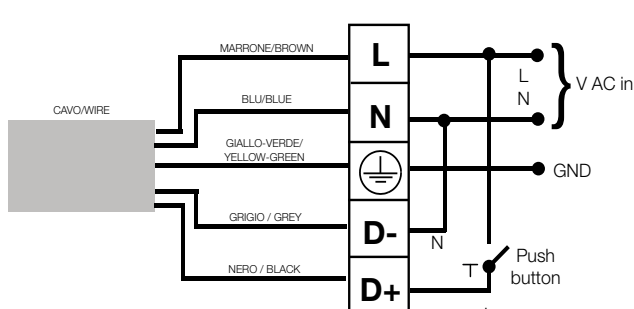 MARRONE/BROWN
L
L
V AC in
BLU/BLUE
N
N
CAVO/WIRE
GIALLO-VERDE/
YELLOW-GREEN
GND
GRIGIO / GREY
D-
N
NERO / BLACK
D+
Push
button